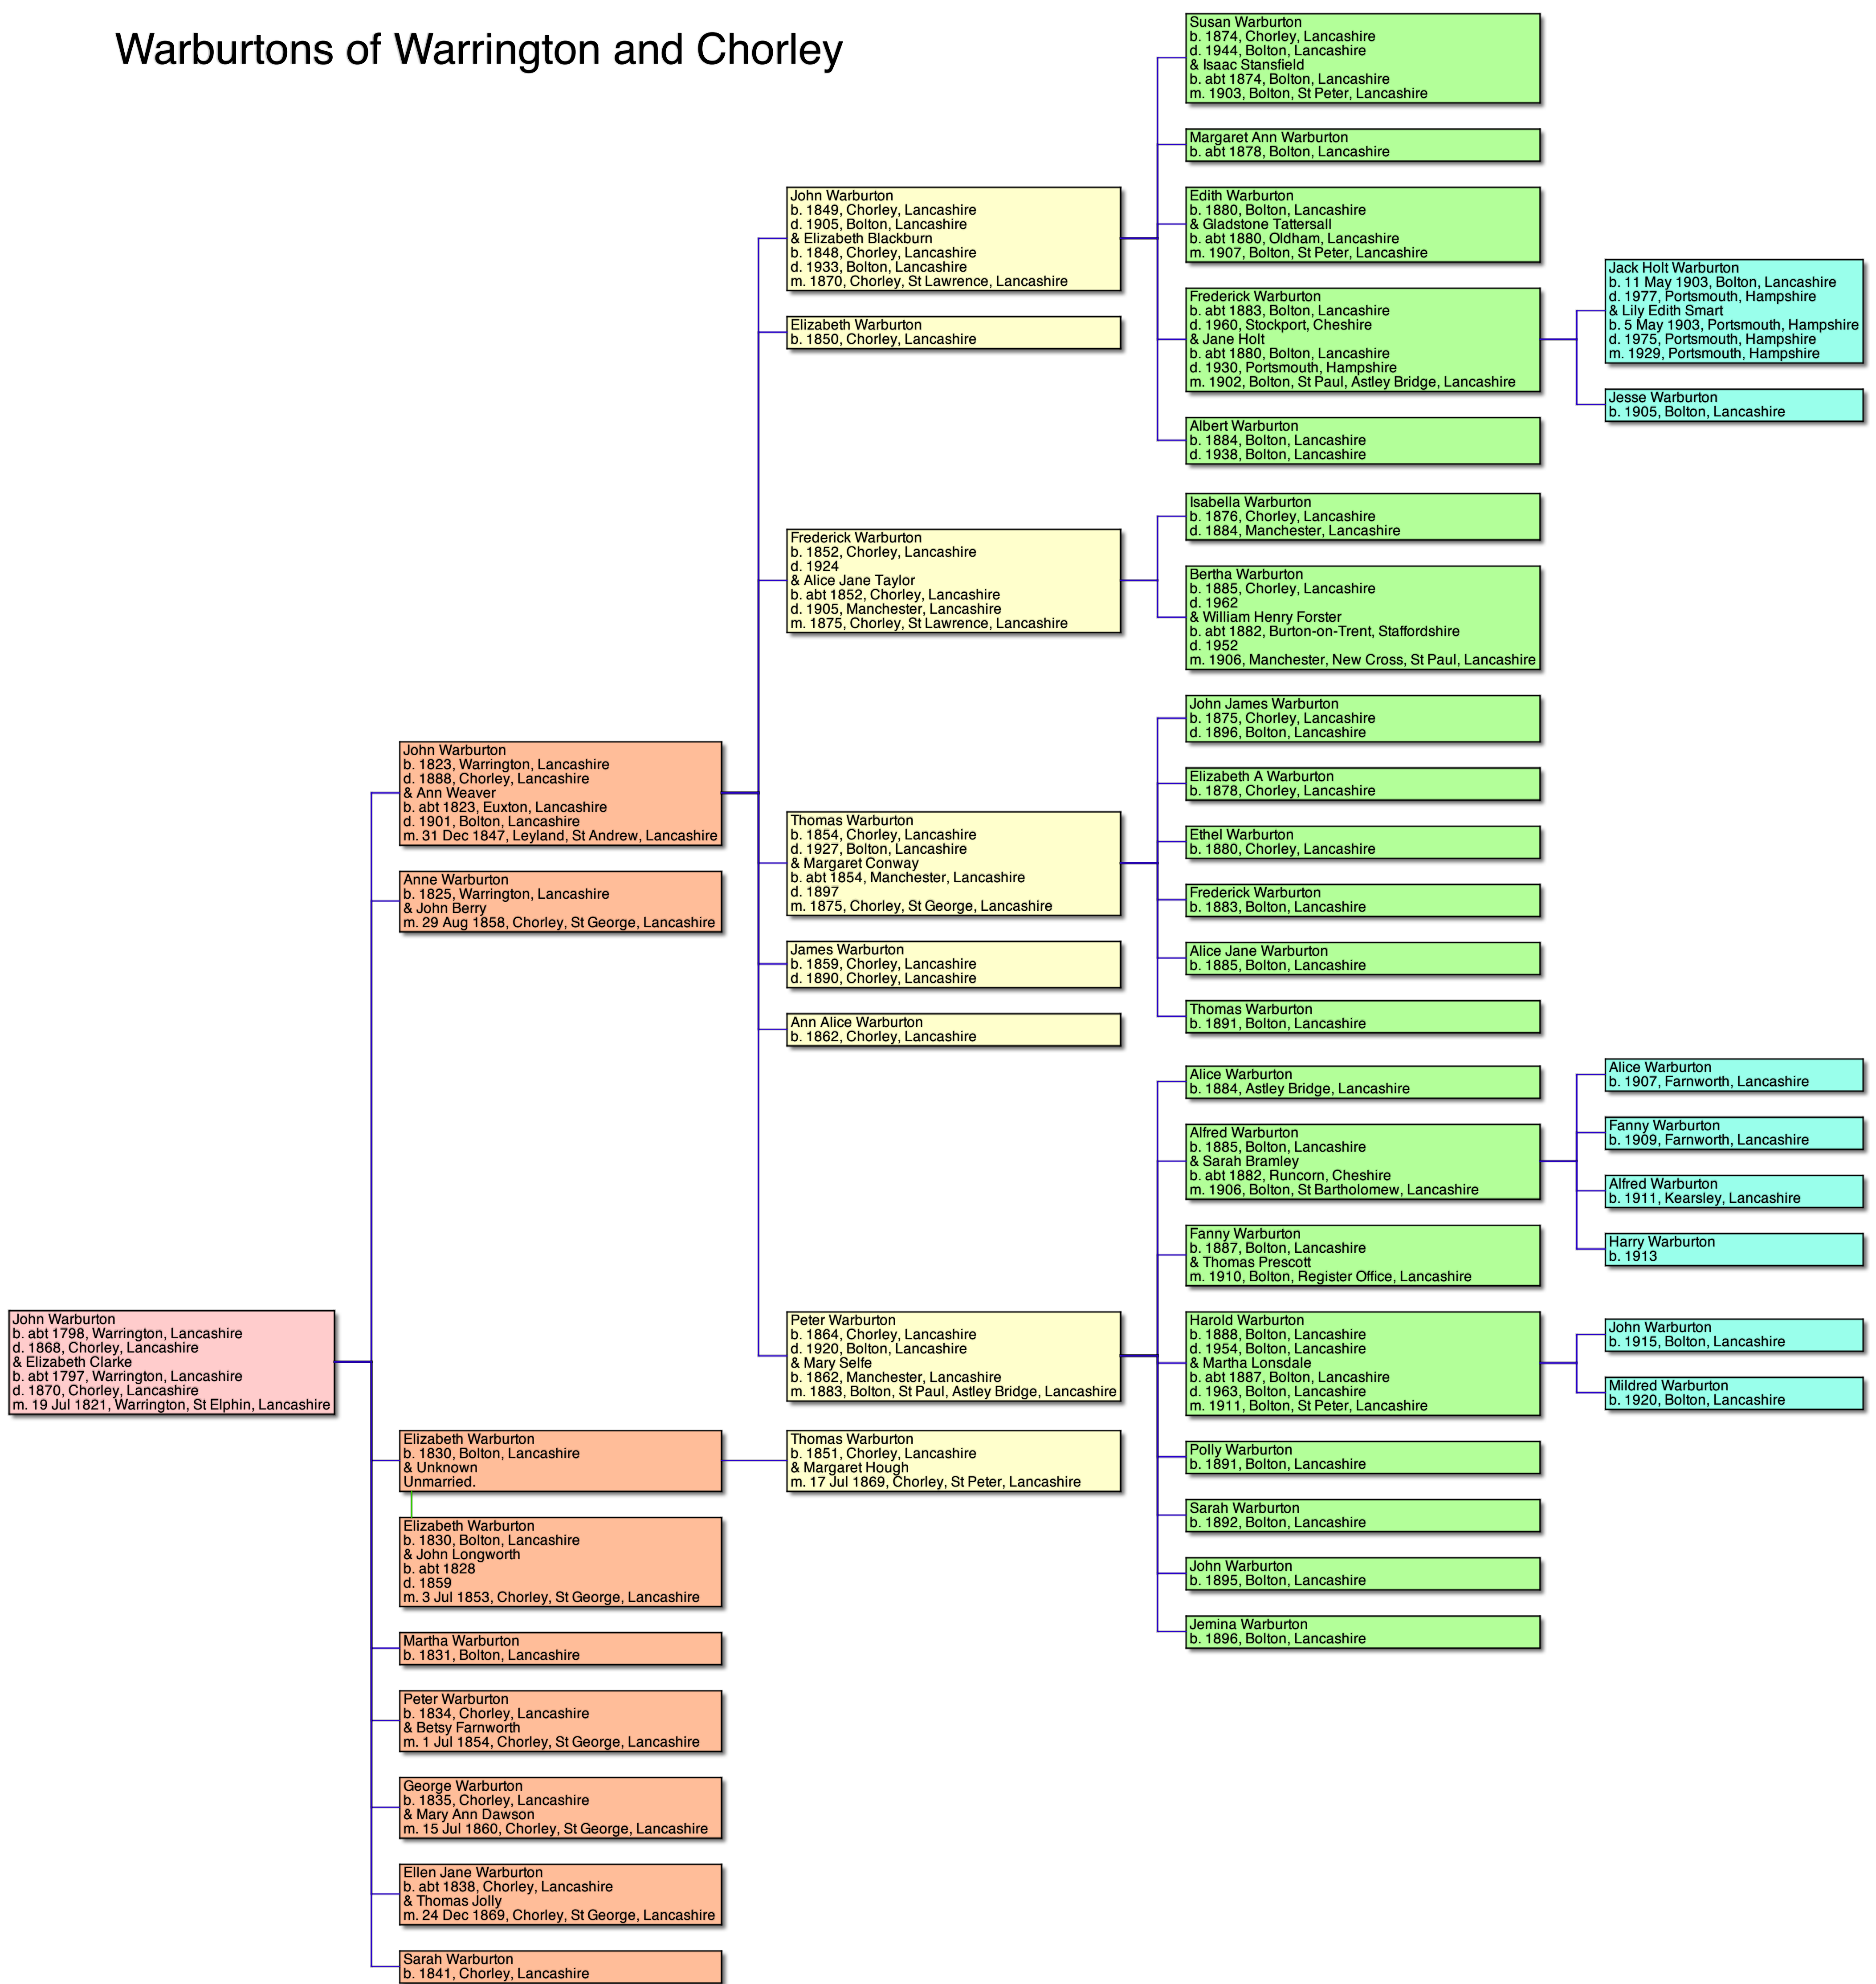 Warburtons of Warrington and Chorley
John Warburton
b. abt 1798, Warrington, Lancashire
d. 1868, Chorley, Lancashire
& Elizabeth Clarke
b. abt 1797, Warrington, Lancashire
d. 1870, Chorley, Lancashire
m. 19 Jul 1821, Warrington, St Elphin, Lancashire
John Warburton
b. 1823, Warrington, Lancashire
d. 1888, Chorley, Lancashire
& Ann Weaver
b. abt 1823, Euxton, Lancashire
d. 1901, Bolton, Lancashire
m. 31 Dec 1847, Leyland, St Andrew, Lancashire
Anne Warburton
b. 1825, Warrington, Lancashire
& John Berry
m. 29 Aug 1858, Chorley, St George, Lancashire
Elizabeth Warburton
b. 1830, Bolton, Lancashire
& Unknown
Unmarried.
Elizabeth Warburton
b. 1830, Bolton, Lancashire
& John Longworth
b. abt 1828
d. 1859
m. 3 Jul 1853, Chorley, St George, Lancashire
Martha Warburton
b. 1831, Bolton, Lancashire
Peter Warburton
b. 1834, Chorley, Lancashire
& Betsy Farnworth
m. 1 Jul 1854, Chorley, St George, Lancashire
George Warburton
b. 1835, Chorley, Lancashire
& Mary Ann Dawson
m. 15 Jul 1860, Chorley, St George, Lancashire
Ellen Jane Warburton
b. abt 1838, Chorley, Lancashire
& Thomas Jolly
m. 24 Dec 1869, Chorley, St George, Lancashire
Sarah Warburton
b. 1841, Chorley, Lancashire
John Warburton
b. 1849, Chorley, Lancashire
d. 1905, Bolton, Lancashire
& Elizabeth Blackburn
b. 1848, Chorley, Lancashire
d. 1933, Bolton, Lancashire
m. 1870, Chorley, St Lawrence, Lancashire
Elizabeth Warburton
b. 1850, Chorley, Lancashire
Frederick Warburton
b. 1852, Chorley, Lancashire
d. 1924
& Alice Jane Taylor
b. abt 1852, Chorley, Lancashire
d. 1905, Manchester, Lancashire
m. 1875, Chorley, St Lawrence, Lancashire
Thomas Warburton
b. 1854, Chorley, Lancashire
d. 1927, Bolton, Lancashire
& Margaret Conway
b. abt 1854, Manchester, Lancashire
d. 1897
m. 1875, Chorley, St George, Lancashire
James Warburton
b. 1859, Chorley, Lancashire
d. 1890, Chorley, Lancashire
Ann Alice Warburton
b. 1862, Chorley, Lancashire
Peter Warburton
b. 1864, Chorley, Lancashire
d. 1920, Bolton, Lancashire
& Mary Selfe
b. 1862, Manchester, Lancashire
m. 1883, Bolton, St Paul, Astley Bridge, Lancashire
Thomas Warburton
b. 1851, Chorley, Lancashire
& Margaret Hough
m. 17 Jul 1869, Chorley, St Peter, Lancashire
Susan Warburton
b. 1874, Chorley, Lancashire
d. 1944, Bolton, Lancashire
& Isaac Stansfield
b. abt 1874, Bolton, Lancashire
m. 1903, Bolton, St Peter, Lancashire
Margaret Ann Warburton
b. abt 1878, Bolton, Lancashire
Edith Warburton
b. 1880, Bolton, Lancashire
& Gladstone Tattersall
b. abt 1880, Oldham, Lancashire
m. 1907, Bolton, St Peter, Lancashire
Frederick Warburton
b. abt 1883, Bolton, Lancashire
d. 1960, Stockport, Cheshire
& Jane Holt
b. abt 1880, Bolton, Lancashire
d. 1930, Portsmouth, Hampshire
m. 1902, Bolton, St Paul, Astley Bridge, Lancashire
Albert Warburton
b. 1884, Bolton, Lancashire
d. 1938, Bolton, Lancashire
Isabella Warburton
b. 1876, Chorley, Lancashire
d. 1884, Manchester, Lancashire
Bertha Warburton
b. 1885, Chorley, Lancashire
d. 1962
& William Henry Forster
b. abt 1882, Burton-on-Trent, Staffordshire
d. 1952
m. 1906, Manchester, New Cross, St Paul, Lancashire
John James Warburton
b. 1875, Chorley, Lancashire
d. 1896, Bolton, Lancashire
Elizabeth A Warburton
b. 1878, Chorley, Lancashire
Ethel Warburton
b. 1880, Chorley, Lancashire
Frederick Warburton
b. 1883, Bolton, Lancashire
Alice Jane Warburton
b. 1885, Bolton, Lancashire
Thomas Warburton
b. 1891, Bolton, Lancashire
Alice Warburton
b. 1884, Astley Bridge, Lancashire
Alfred Warburton
b. 1885, Bolton, Lancashire
& Sarah Bramley
b. abt 1882, Runcorn, Cheshire
m. 1906, Bolton, St Bartholomew, Lancashire
Fanny Warburton
b. 1887, Bolton, Lancashire
& Thomas Prescott
m. 1910, Bolton, Register Office, Lancashire
Harold Warburton
b. 1888, Bolton, Lancashire
d. 1954, Bolton, Lancashire
& Martha Lonsdale
b. abt 1887, Bolton, Lancashire
d. 1963, Bolton, Lancashire
m. 1911, Bolton, St Peter, Lancashire
Polly Warburton
b. 1891, Bolton, Lancashire
Sarah Warburton
b. 1892, Bolton, Lancashire
John Warburton
b. 1895, Bolton, Lancashire
Jemina Warburton
b. 1896, Bolton, Lancashire
Jack Holt Warburton
b. 11 May 1903, Bolton, Lancashire
d. 1977, Portsmouth, Hampshire
& Lily Edith Smart
b. 5 May 1903, Portsmouth, Hampshire
d. 1975, Portsmouth, Hampshire
m. 1929, Portsmouth, Hampshire
Jesse Warburton
b. 1905, Bolton, Lancashire
Alice Warburton
b. 1907, Farnworth, Lancashire
Fanny Warburton
b. 1909, Farnworth, Lancashire
Alfred Warburton
b. 1911, Kearsley, Lancashire
Harry Warburton
b. 1913
John Warburton
b. 1915, Bolton, Lancashire
Mildred Warburton
b. 1920, Bolton, Lancashire